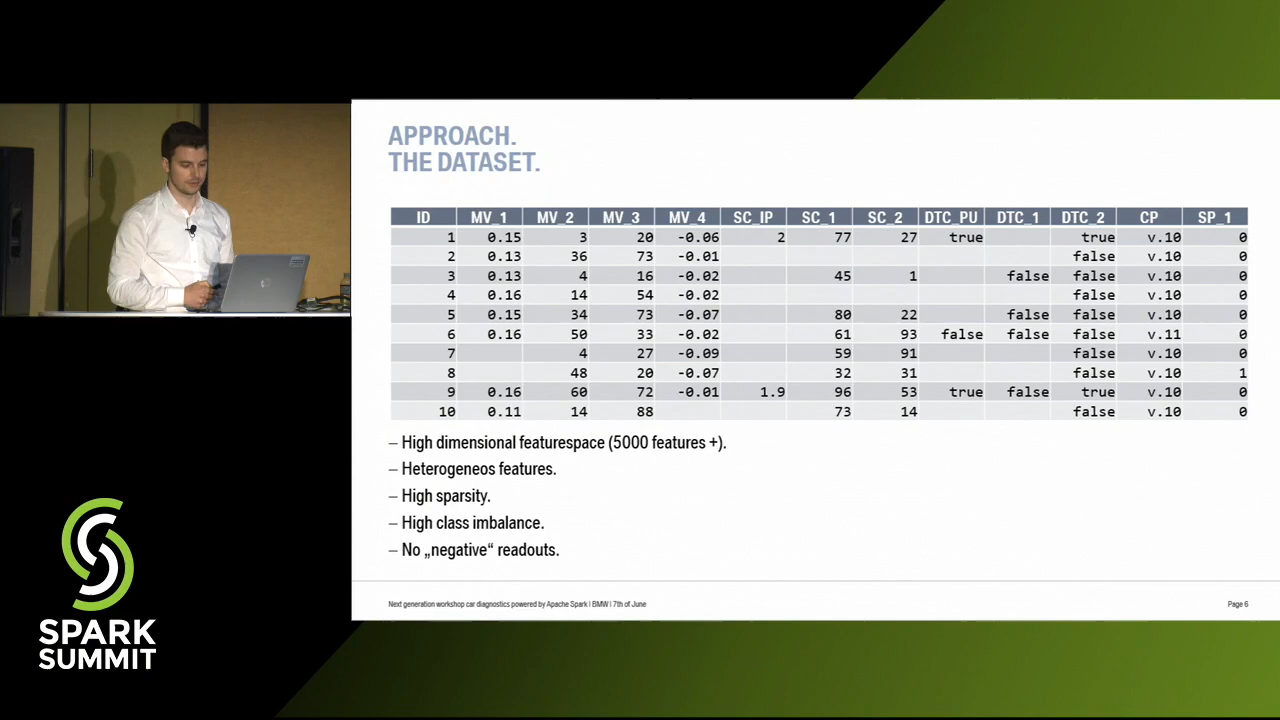 APPROACH.
THE DATASET.
ID MV_1 MV_2 MV_3 MV_4 SC_IP SC_1 SC_2 DTC_PU DTC_1 DTC_2 CP SP_1
1 0.15 3 20 -0.06 2 77 27 true true v.10 0
2 0.13 36 73 -0.01 false v.10 0
3 0.13 4 16 -0.02 45 1 false false v.10 0
4 0.16 14 54 -0.02 false v.10 0
5 0.15 34 73 -0.07 80 22 false false v.10 0
6 0.16 50 33 -0.02 61 93 false false false v.11 0
7 4 27 -0.09 59 91 false v.10 0
8 48 20 -0.07 32 31 false v.10 1
9 0.16 60 72 -0.01 1.9 96 53 true false true v.10 0
10 0.11 14 88 73 14 false v.10 0
– High dimensional featurespace (5000 features +).
– Heterogeneos features.
– High sparsity.
– High class imbalance.
– No „negative“ readouts.
Next generation workshop car diagnostics powered by Apache Spark | BMW | 7th of June
Page 6
SPARK
SUMMIT